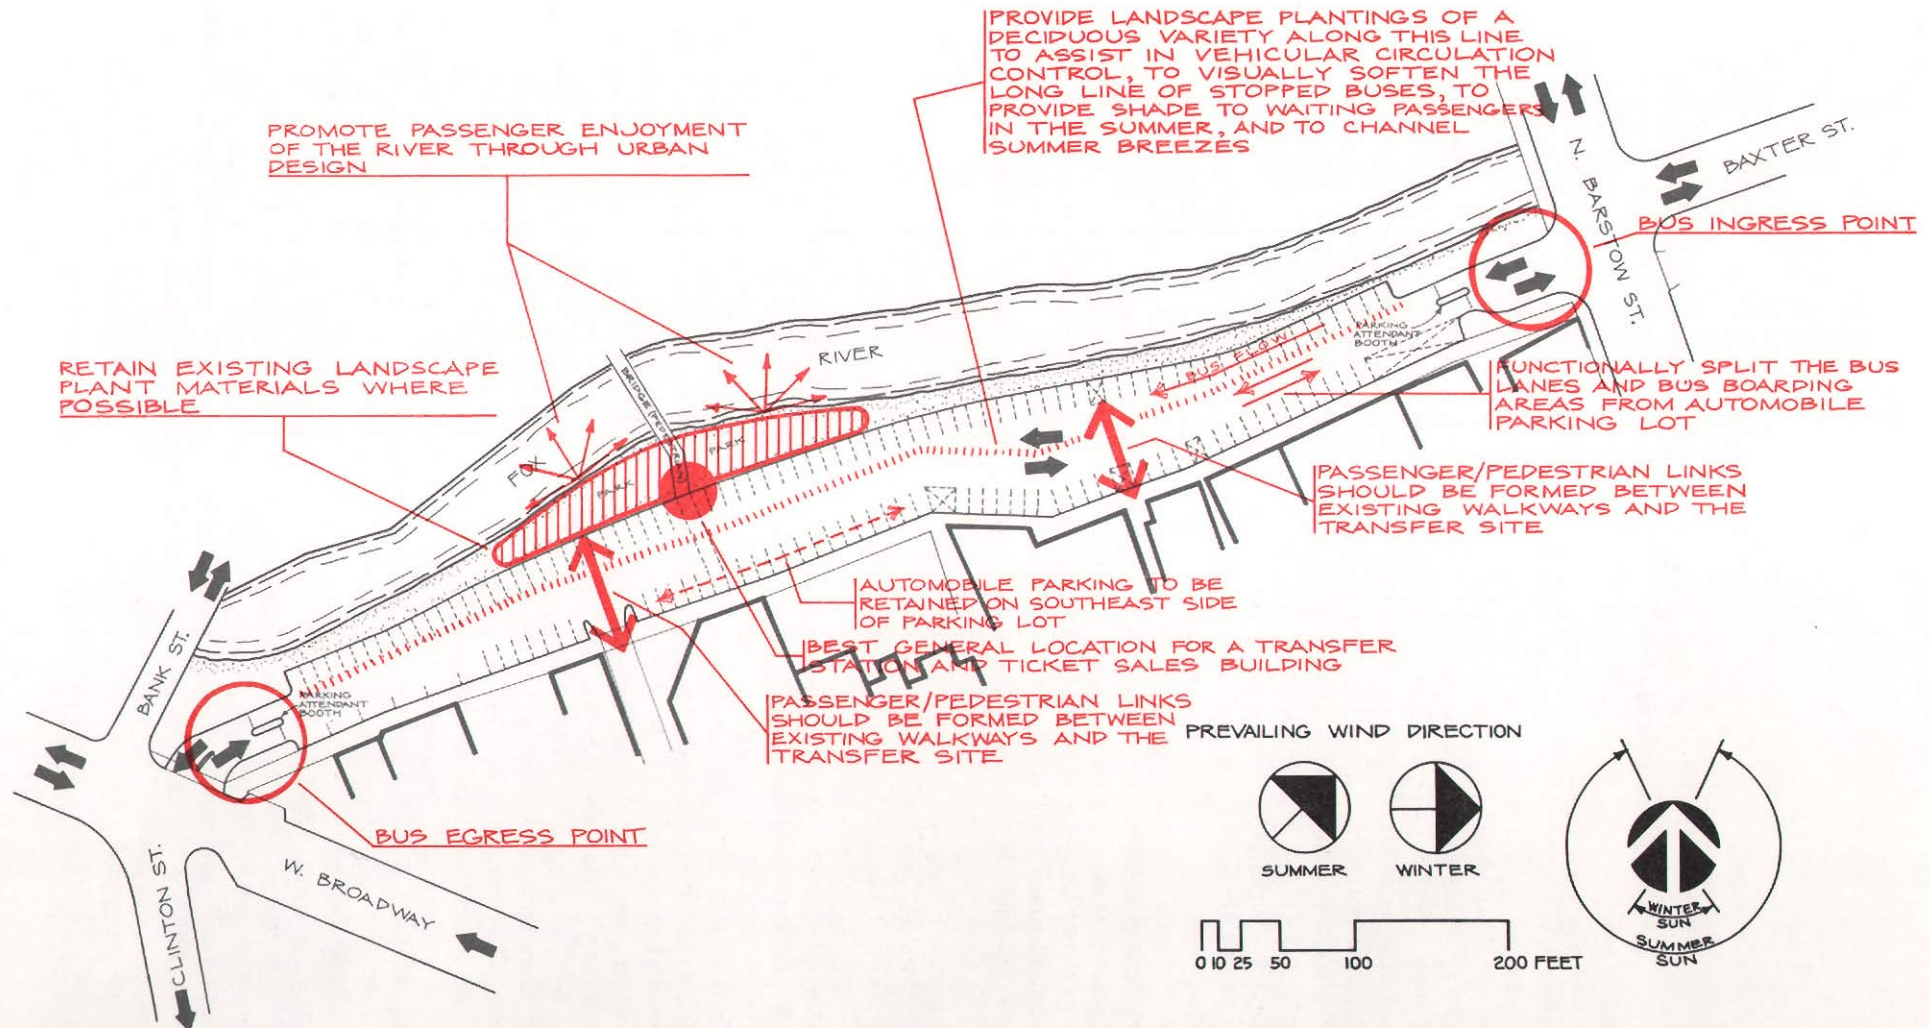 PROVIDE LANDSCAPE PLANTINGS OF A
DECIDUOUS VARIETY ALONG THIS LINE
TO ASSIST IN VEHICULAR CIRCULATION
CONTROL, TO VISUALLY SOFTEN THE
LONG LINE OF STOPPED BUSES, TO
PROVIDE SHADE TO WAITING PASSENGERS
IN THE SUMMER, AND TO CHANNEL
SUMMER BREEZES
PROMOTE PASSENGER ENJOYMENT
OF THE RIVER THROUGH URBAN
DESIGN
N. BARSTOW ST.
BAXTER ST.
BUS INGRESS POINT
RETAIN EXISTING LANDSCAPE
PLANT MATERIALS WHERE
POSSIBLE
FOX
RIVER
PARK
PARK
BUS FLOW
PARKING
ATTENDANT
BOOTH
FUNCTIONALLY SPLIT THE BUS
LANES AND BUS BOARDING
AREAS FROM AUTOMOBILE
PARKING LOT
PASSENGER/PEDESTRIAN LINKS
SHOULD BE FORMED BETWEEN
EXISTING WALKWAYS AND THE
TRANSFER SITE
AUTOMOBILE PARKING TO BE
RETAINED ON SOUTHEAST SIDE
OF PARKING LOT
BEST GENERAL LOCATION FOR A TRANSFER
STATION AND TICKET SALES BUILDING
PASSENGER/PEDESTRIAN LINKS
SHOULD BE FORMED BETWEEN
EXISTING WALKWAYS AND THE
TRANSFER SITE
BANK ST.
PARKING
ATTENDANT
BOOTH
BUS EGRESS POINT
CLINTON ST.
W. BROADWAY
PREVAILING WIND DIRECTION
SUMMER WINTER
0 10 25 50 100 200 FEET
WINTER
SUN
SUMMER
SUN